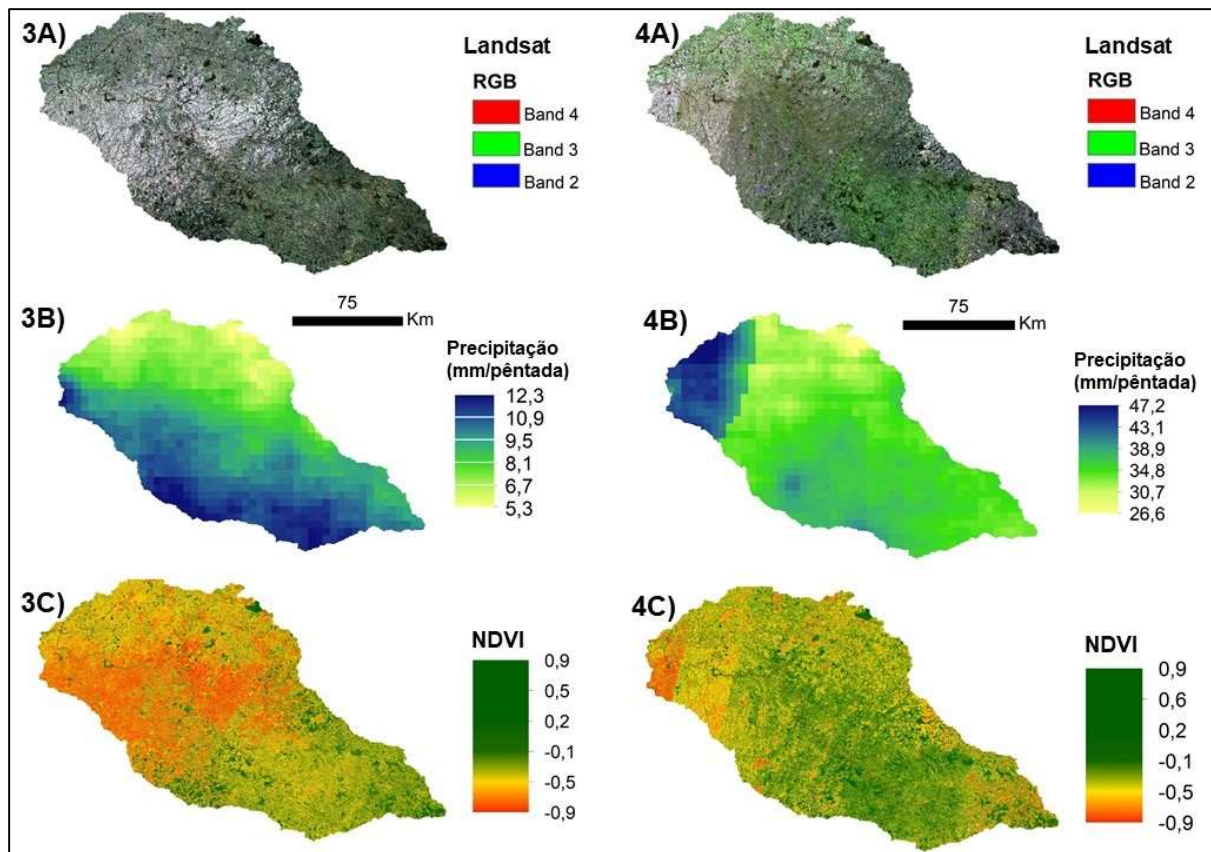 3A)
Landsat
RGB
Band 4
Band 3
Band 2
4A)
Landsat
RGB
Band 4
Band 3
Band 2
3B)
75
Km
Precipitação
(mm/pêntada)
12,3
10,9
9,5
8,1
6,7
5,3
4B)
75
Km
Precipitação
(mm/pêntada)
47,2
43,1
38,9
34,8
30,7
26,6
3C)
NDVI
0,9
0,5
0,2
-0,1
-0,5
-0,9
4C)
NDVI
0,9
0,6
0,2
-0,1
-0,5
-0,9